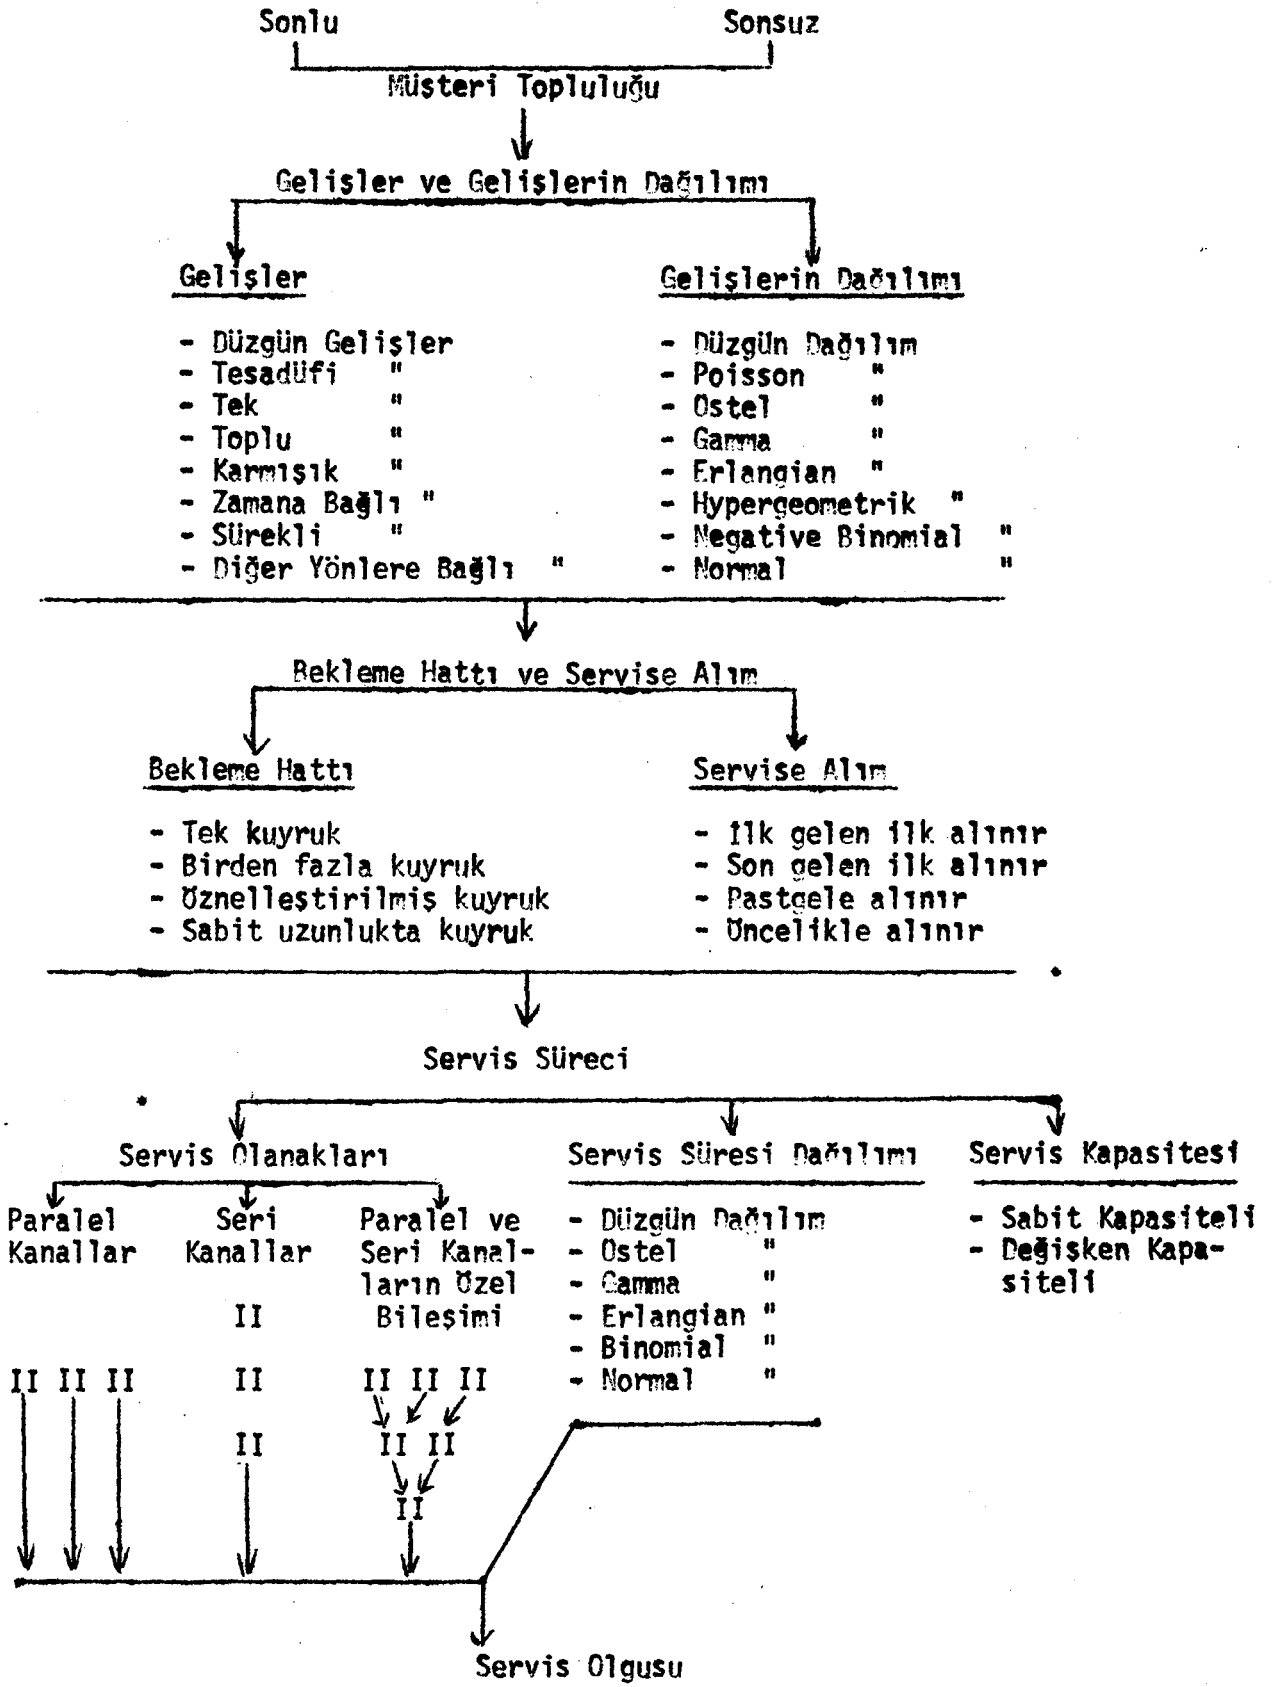 Sonlu Sonsuz
Müşteri Topluluğu
Gelişler ve Gelişlerin Dağılımı
Gelişler Gelişlerin Dağılımı
- Düzgün Gelişler - Düzgün Dağılım
- Tesadüfi " - Poisson "
- Tek " - Ostel "
- Toplu " - Gamma "
- Karmışık " - Erlangian "
- Zamana Bağlı " - Hypergeometrik "
- Sürekli " - Negative Binomial "
- Diğer Yönlere Bağlı " - Normal "
Bekleme Hattı ve Servise Alım
Bekleme Hattı Servise Alım
- Tek kuyruk - Ilk gelen ilk alınır
- Birden fazla kuyruk - Son gelen ilk alınır
- Öznelleştirilmiş kuyruk - Pastgele alınır
- Sabit uzunlukta kuyruk - Öncelikle alınır
Servis Süreci
Servis Olanakları Servis Süresi Dağılımı Servis Kapasitesi
Paralel Seri Paralel ve - Düzgün Dağılım - Sabit Kapasiteli
Kanallar Kanallar Seri Kanal- - Ostel " - Değişken Kapa-
ların Özel - Gamma " siteli
II Bileşimi - Erlangian "
- Binomial "
II II II II II II II - Normal "
II II II
II
Servis Olgusu